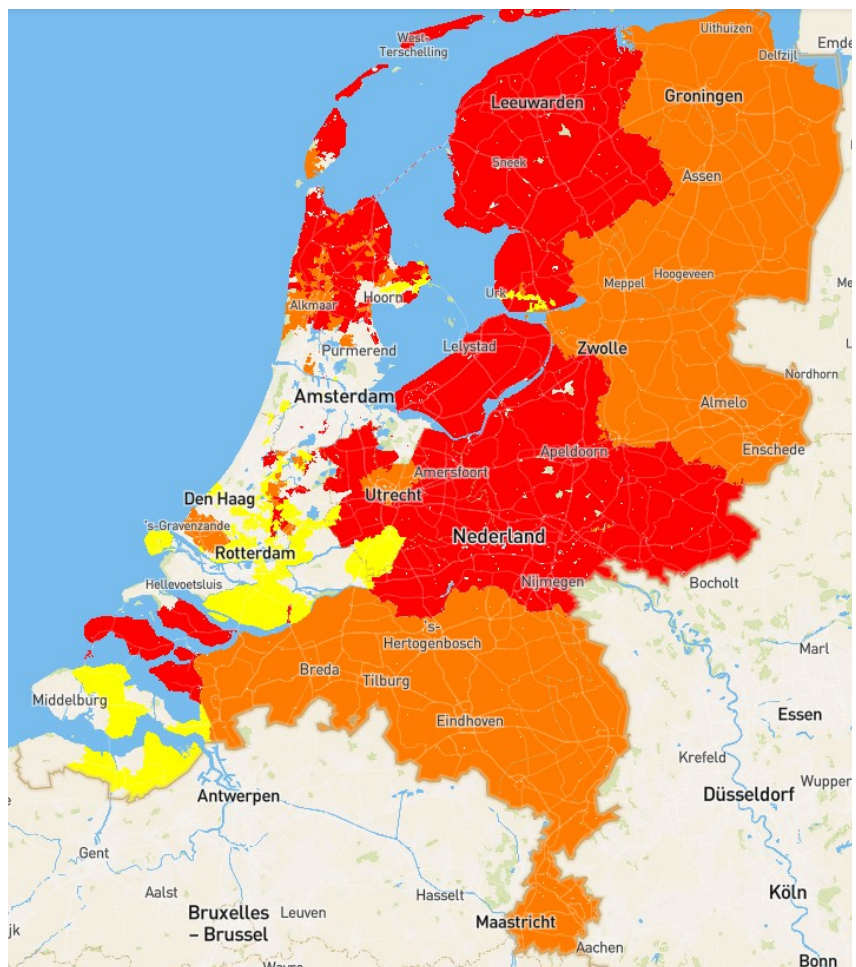 West-
Terschelling
Uithuizen
Delfzijl
Emde
Leeuwarden
Groningen
Sneek
Assen
Meppel
Hoogeveen
Urk
Hoorn
Alkmaar
Purmerend
Lelystad
Zwolle
Nordhorn
Amsterdam
Almelo
Enschede
Apeldoorn
Amersfoort
Utrecht
Den Haag
's-Gravenzande
Rotterdam
Nederland
Hellevoetsluis
Nijmegen
Bocholt
's-
Hertogenbosch
Marl
Breda
Tilburg
Middelburg
Eindhoven
Essen
Krefeld
Wupper
Düsseldorf
Antwerpen
Gent
Aalst
Hasselt
Köln
Bruxelles
– Brussel
Leuven
Maastricht
Aachen
jk
Bonn